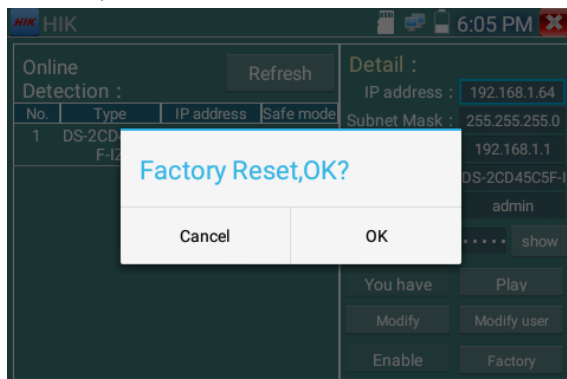 HIK HIK 6:05 PM
Online Detection :
Refresh
No. Type IP address Safe mode
1 DS-2CD
F-IZ
Detail :
IP address : 192.168.1.64
Subnet Mask : 255.255.255.0
192.168.1.1
DS-2CD45C5F-I
admin
show
Factory Reset,OK?
Cancel OK
You have Play
Modify Modify user
Enable Factory